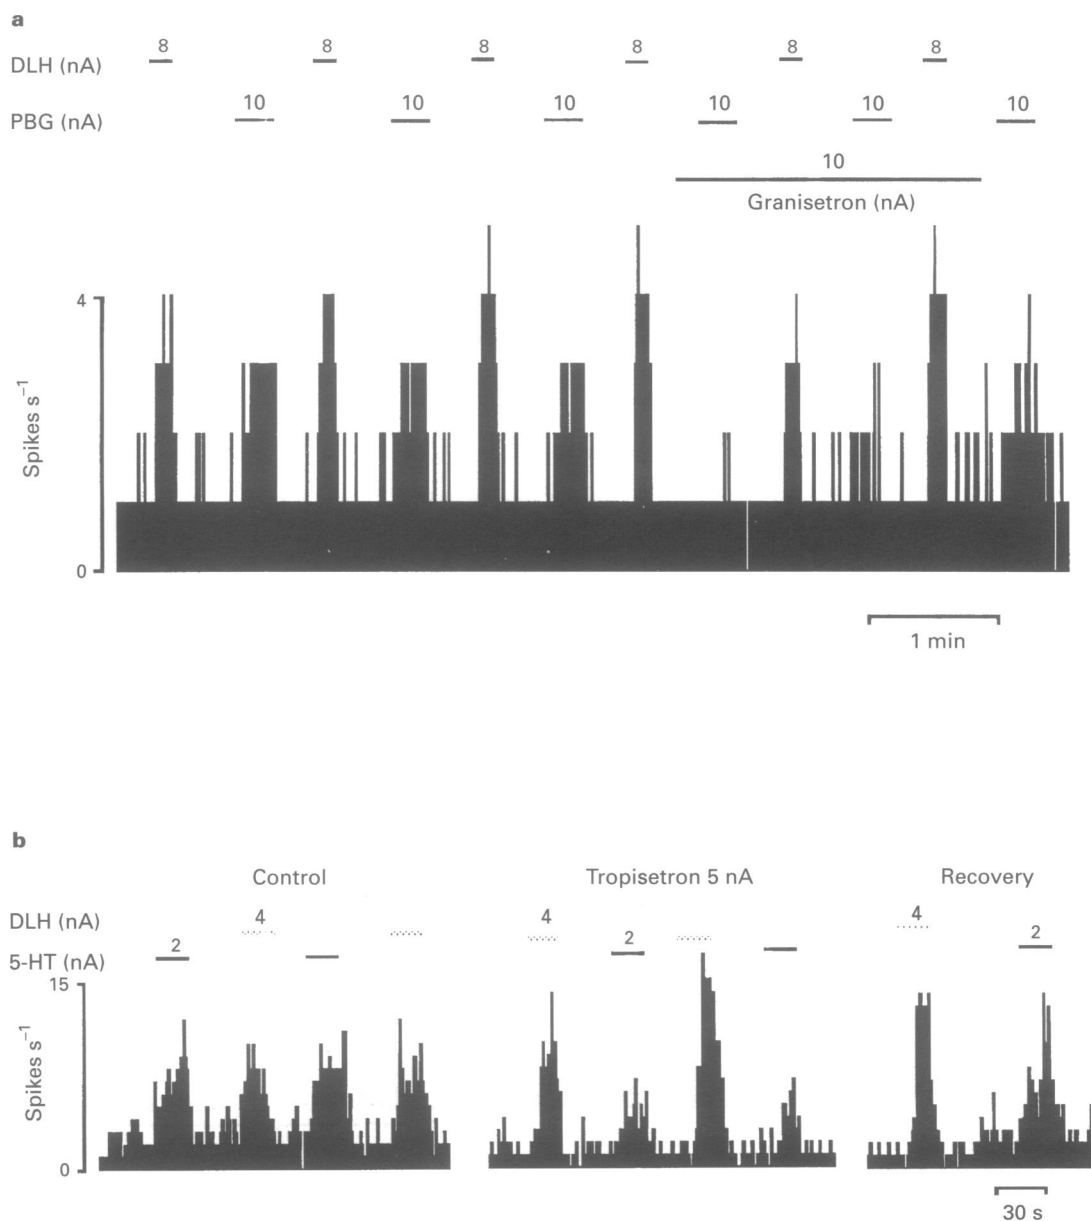 a
8 8 8 8 8 8
DLH (nA)
10 10 10 10 10 10
PBG (nA)
10
Granisetron (nA)
4
Spikes s⁻¹
0
1 min
b
Control Tropisetron 5 nA Recovery
DLH (nA) 4 4 4
5-HT (nA) 2 2 2
15
Spikes s⁻¹
0
30 s